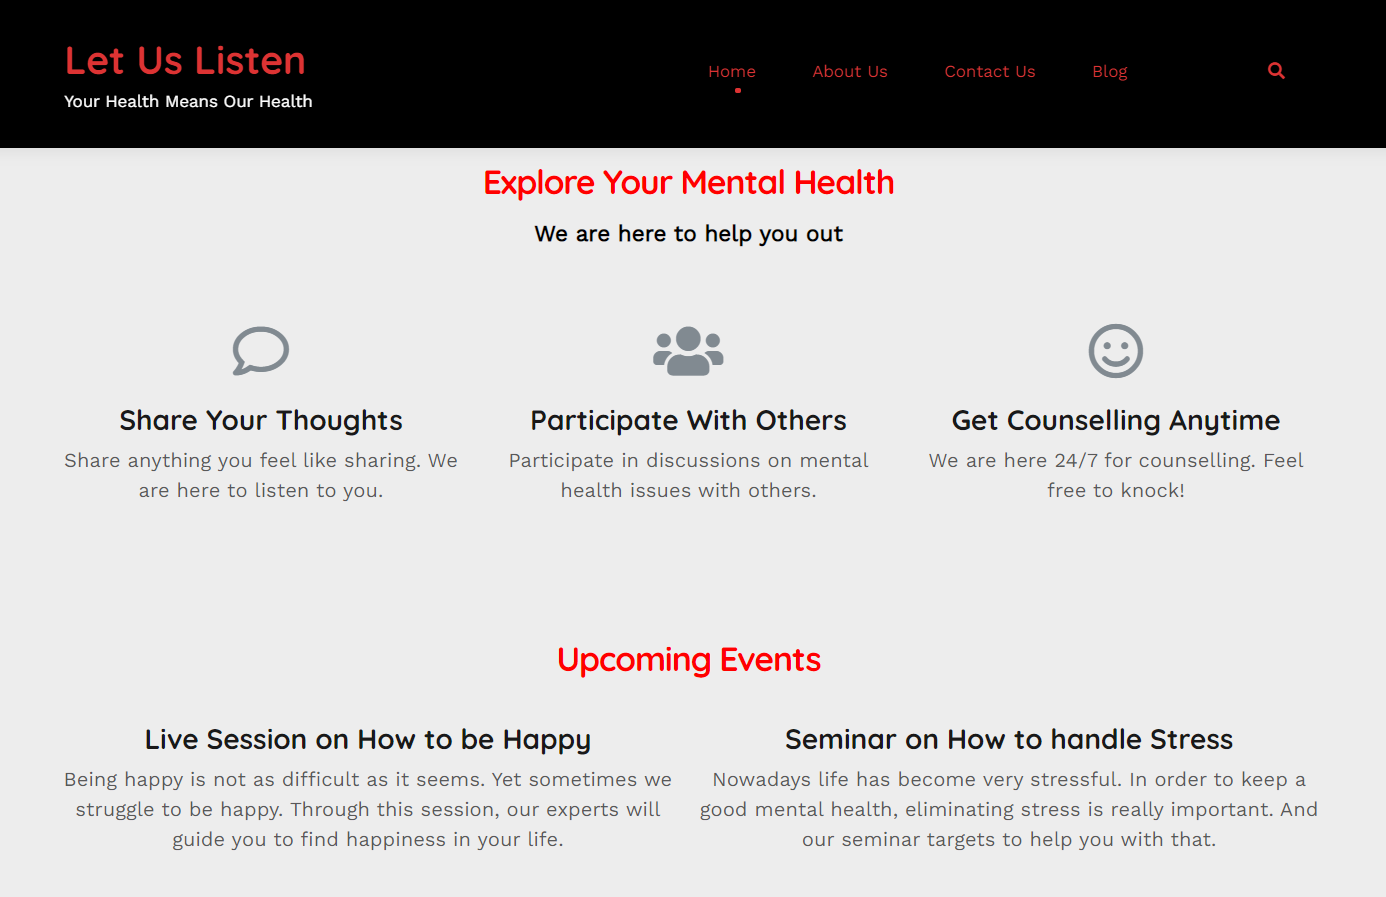 Let Us Listen
Your Health Means Our Health
Home
About Us
Contact Us
Blog
Explore Your Mental Health
We are here to help you out
Share Your Thoughts
Share anything you feel like sharing. We
are here to listen to you.
Participate With Others
Participate in discussions on mental
health issues with others.
Get Counselling Anytime
We are here 24/7 for counselling. Feel
free to knock!
Upcoming Events
Live Session on How to be Happy
Being happy is not as difficult as it seems. Yet sometimes we
struggle to be happy. Through this session, our experts will
guide you to find happiness in your life.
Seminar on How to handle Stress
Nowadays life has become very stressful. In order to keep a
good mental health, eliminating stress is really important. And
our seminar targets to help you with that.